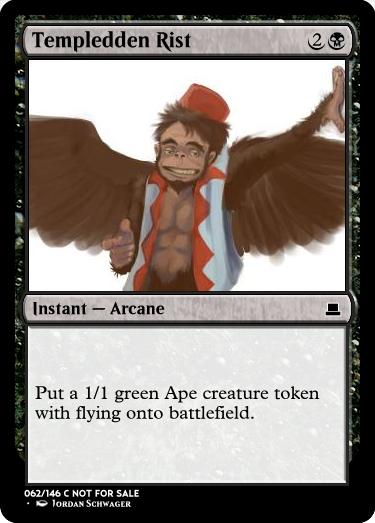 Templedden Rist 2
Instant — Arcane
Put a 1/1 green Ape creature token
with flying onto battlefield.
062/146 C NOT FOR SALE
· Jordan Schwager